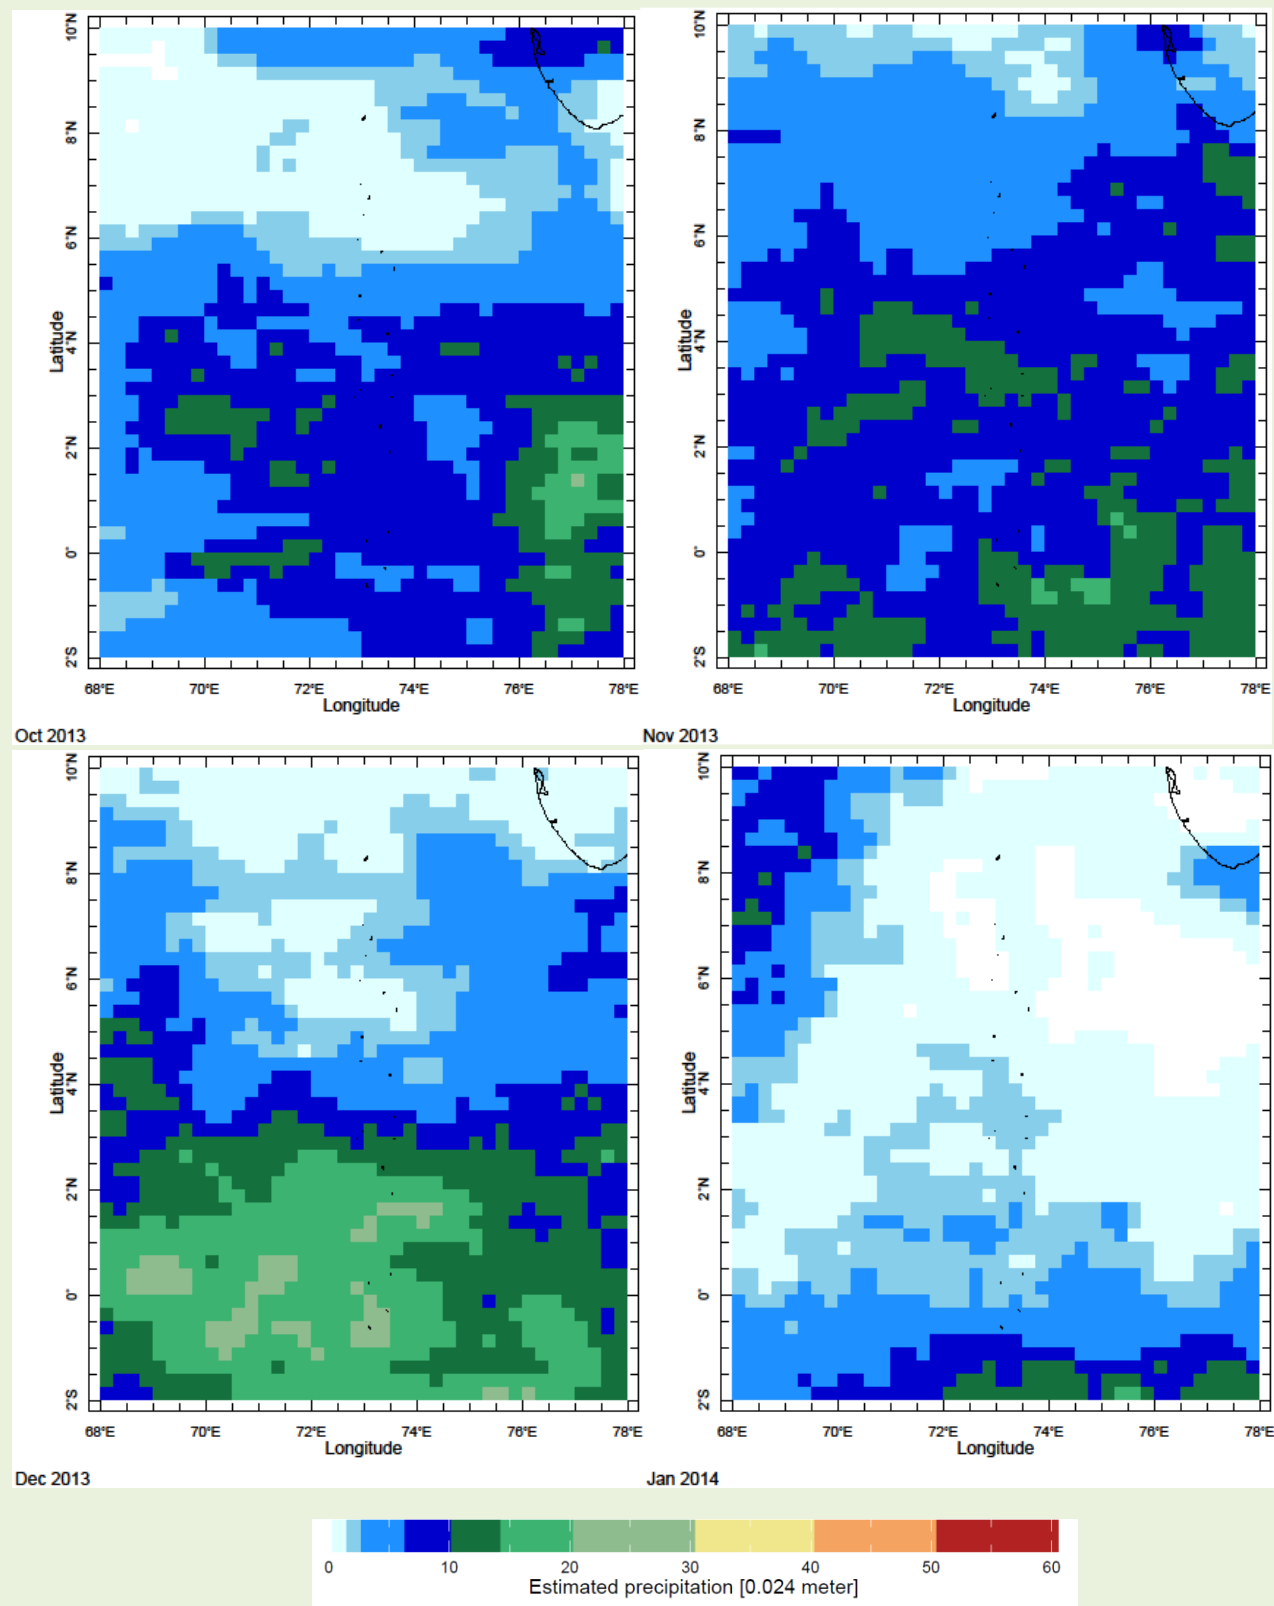 10°N
8°N
6°N
4°N
2°N
0°
2°S
Latitude
68°E 70°E 72°E 74°E 76°E 78°E
Longitude
Oct 2013
10°N
8°N
6°N
4°N
2°N
0°
2°S
Latitude
68°E 70°E 72°E 74°E 76°E 78°E
Longitude
Nov 2013
10°N
8°N
6°N
4°N
2°N
0°
2°S
Latitude
68°E 70°E 72°E 74°E 76°E 78°E
Longitude
Dec 2013
10°N
8°N
6°N
4°N
2°N
0°
2°S
Latitude
68°E 70°E 72°E 74°E 76°E 78°E
Longitude
Jan 2014
0 10 20 30 40 50 60
Estimated precipitation [0.024 meter]